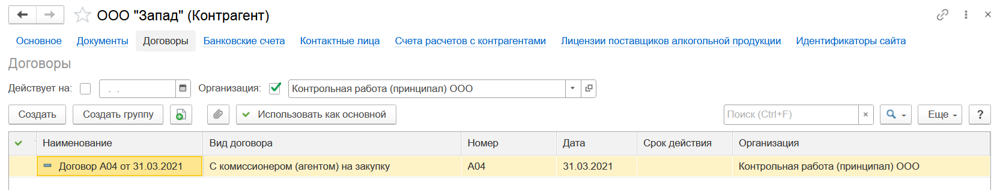 ООО "Запад" (Контрагент)
Основное Документы Договоры Банковские счета Контактные лица Счета расчетов с контрагентами Лицензии поставщиков алкогольной продукции Идентификаторы сайта
Договоры
Действует на: . . Организация: Контрольная работа (принципал) ООО
Создать Создать группу Использовать как основной Поиск (Ctrl+F) × Еще ?
Наименование Вид договора Номер Дата Срок действия Организация
Договор А04 от 31.03.2021 С комиссионером (агентом) на закупку А04 31.03.2021 Контрольная работа (принципал) ООО